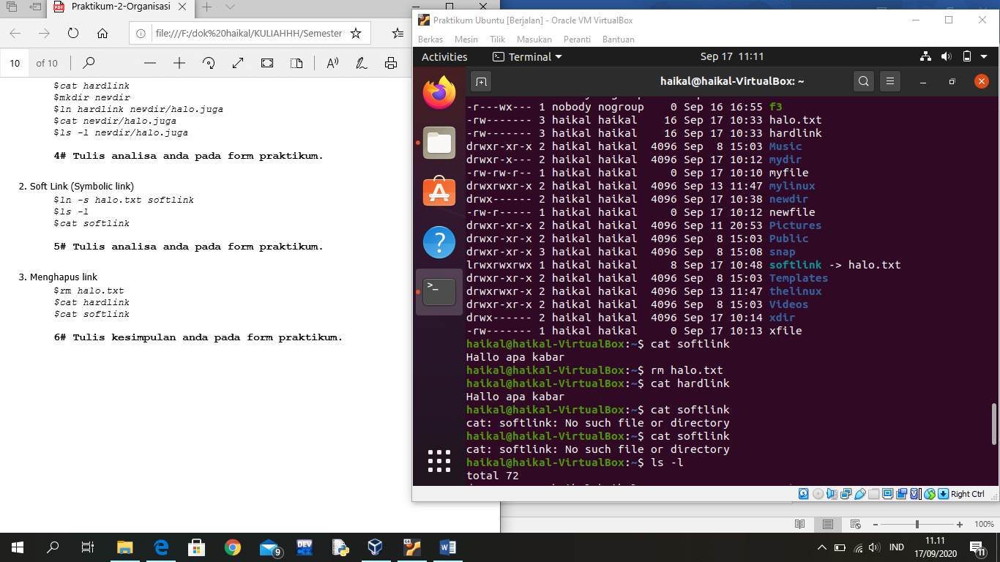 Praktikum-2-Organisasi
file:///F:/dok%20haikal/KULIAHHH/Semester
10 of 10
$cat hardlink
$mkdir newdir
$ln hardlink newdir/halo.juga
$cat newdir/halo.juga
$ls -l newdir/halo.juga
4# Tulis analisa anda pada form praktikum.
2. Soft Link (Symbolic link)
$ln -s halo.txt softlink
$ls -l
$cat softlink
5# Tulis analisa anda pada form praktikum.
3. Menghapus link
$rm halo.txt
$cat hardlink
$cat softlink
6# Tulis kesimpulan anda pada form praktikum.
Praktikum Ubuntu [Berjalan] - Oracle VM VirtualBox
Berkas Mesin Tilik Masukan Peranti Bantuan
Activities Terminal Sep 17 11:11
haikal@haikal-VirtualBox: ~
-r---wx--- 1 nobody nogroup 0 Sep 16 16:55 f3
-rw------- 3 haikal haikal 16 Sep 17 10:33 halo.txt
-rw------- 3 haikal haikal 16 Sep 17 10:33 hardlink
drwxr-xr-x 2 haikal haikal 4096 Sep 8 15:03 Music
drwxr-x--- 2 haikal haikal 4096 Sep 17 10:12 mydir
-rw-rw-r-- 1 haikal haikal 0 Sep 17 10:10 myfile
drwxrwxr-x 2 haikal haikal 4096 Sep 13 11:47 mylinux
drwx------ 2 haikal haikal 4096 Sep 17 10:38 newdir
-rw-r----- 1 haikal haikal 0 Sep 17 10:12 newfile
drwxr-xr-x 2 haikal haikal 4096 Sep 11 20:53 Pictures
drwxr-xr-x 2 haikal haikal 4096 Sep 8 15:03 Public
drwxr-xr-x 3 haikal haikal 4096 Sep 8 15:08 snap
lrwxrwxrwx 1 haikal haikal 8 Sep 17 10:48 softlink -> halo.txt
drwxr-xr-x 2 haikal haikal 4096 Sep 8 15:03 Templates
drwxrwxr-x 2 haikal haikal 4096 Sep 13 11:47 thelinux
drwxr-xr-x 2 haikal haikal 4096 Sep 8 15:03 Videos
drwx------ 2 haikal haikal 4096 Sep 17 10:14 xdir
-rw------- 1 haikal haikal 0 Sep 17 10:13 xfile
haikal@haikal-VirtualBox:~$ cat softlink
Hallo apa kabar
haikal@haikal-VirtualBox:~$ rm halo.txt
haikal@haikal-VirtualBox:~$ cat hardlink
Hallo apa kabar
haikal@haikal-VirtualBox:~$ cat softlink
cat: softlink: No such file or directory
haikal@haikal-VirtualBox:~$ cat softlink
cat: softlink: No such file or directory
haikal@haikal-VirtualBox:~$ ls -l
total 72
Right Ctrl
100%
9
DEV
IND
11.11
17/09/2020
11